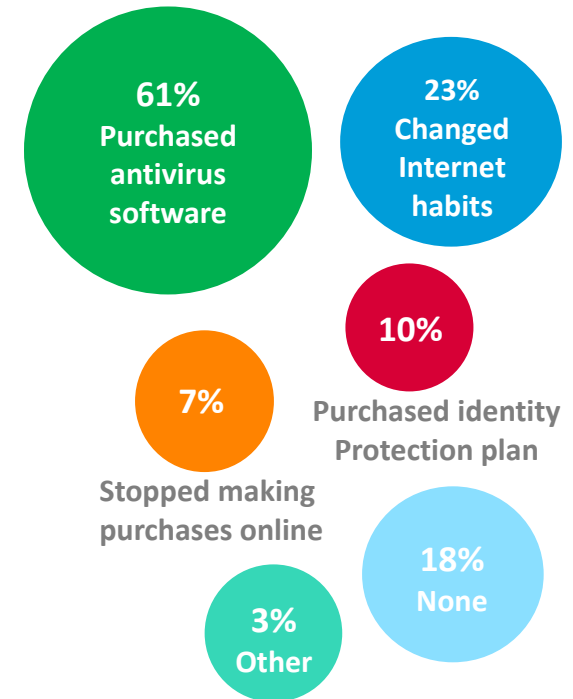 61%
Purchased
antivirus
software
23%
Changed
Internet
habits
10%
Purchased identity
Protection plan
7%
Stopped making
purchases online
18%
None
3%
Other